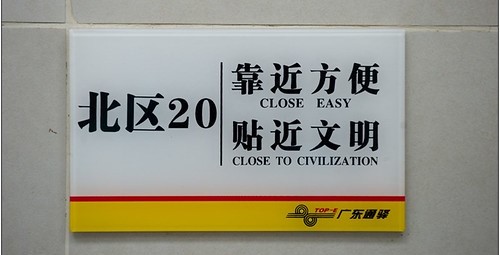 北区20
靠近方便
CLOSE EASY
贴近文明
CLOSE TO CIVILIZATION
TOP-E
广东通驿